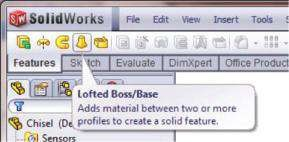 SolidWorks File Edit View Insert Tools
Features Sketch Evaluate DimXpert Office Product
Lofted Boss/Base
Adds material between two or more
profiles to create a solid feature.
Chisel (De
Sensors